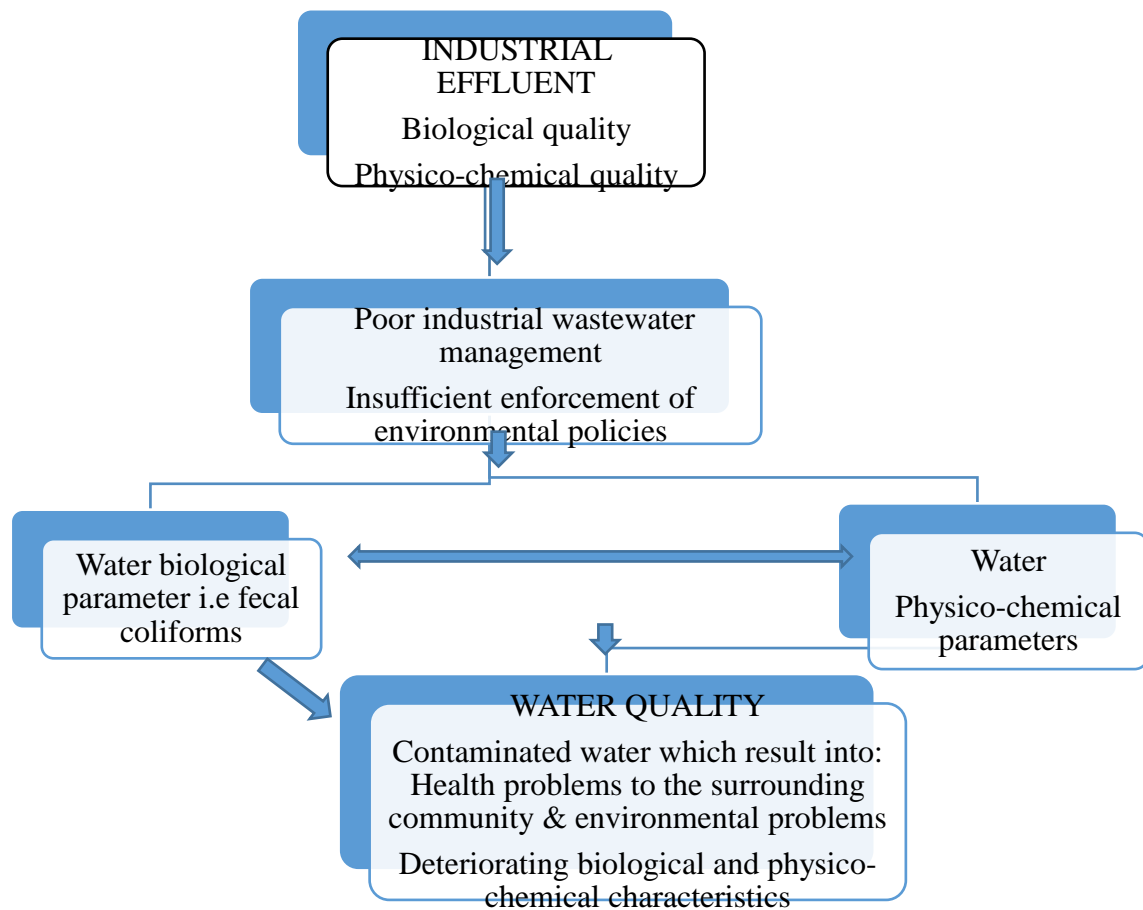 INDUSTRIAL
EFFLUENT
Biological quality
Physico-chemical quality
Poor industrial wastewater
management
Insufficient enforcement of
environmental policies
Water biological
parameter i.e fecal
coliforms
Water
Physico-chemical
parameters
WATER QUALITY
Contaminated water which result into:
Health problems to the surrounding
community & environmental problems
Deteriorating biological and physico-
chemical characteristics